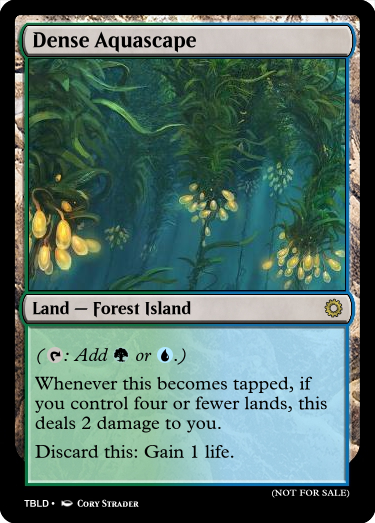 Dense Aquascape
Land — Forest Island
(: Add or .)
Whenever this becomes tapped, if
you control four or fewer lands, this
deals 2 damage to you.
Discard this: Gain 1 life.
(NOT FOR SALE)
TBLD • Cory Strader